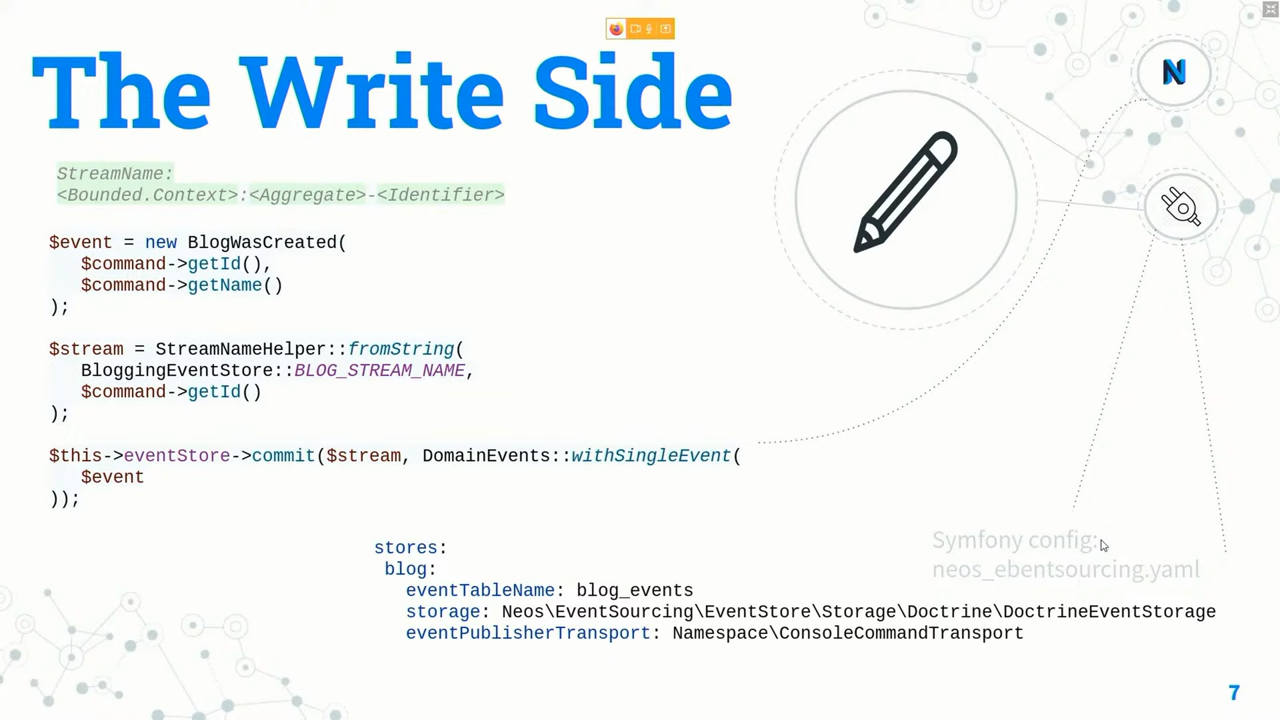 The Write Side
N
StreamName:
<Bounded.Context>:<Aggregate>-<Identifier>
$event = new BlogWasCreated(
$command->getId(),
$command->getName()
);
$stream = StreamNameHelper::fromString(
BloggingEventStore::BLOG_STREAM_NAME,
$command->getId()
);
$this->eventStore->commit($stream, DomainEvents::withSingleEvent(
$event
));
Symfony config:
neos_ebentsourcing.yaml
stores:
blog:
eventTableName: blog_events
storage: Neos\EventSourcing\EventStore\Storage\Doctrine\DoctrineEventStorage
eventPublisherTransport: Namespace\ConsoleCommandTransport
7